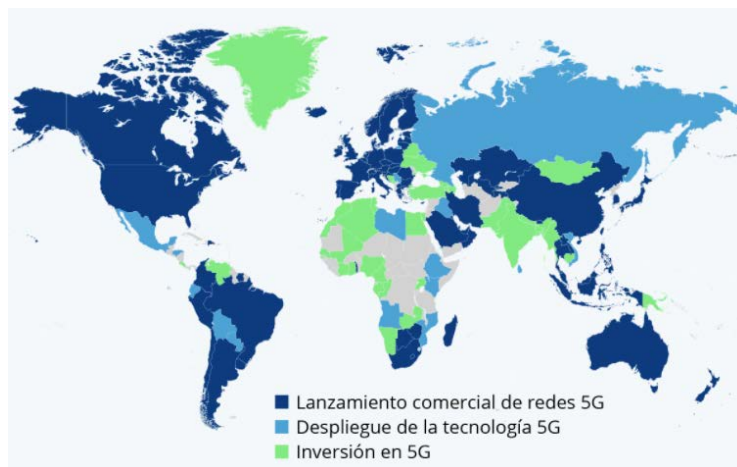 Lanzamiento comercial de redes 5G
Despliegue de la tecnología 5G
Inversión en 5G